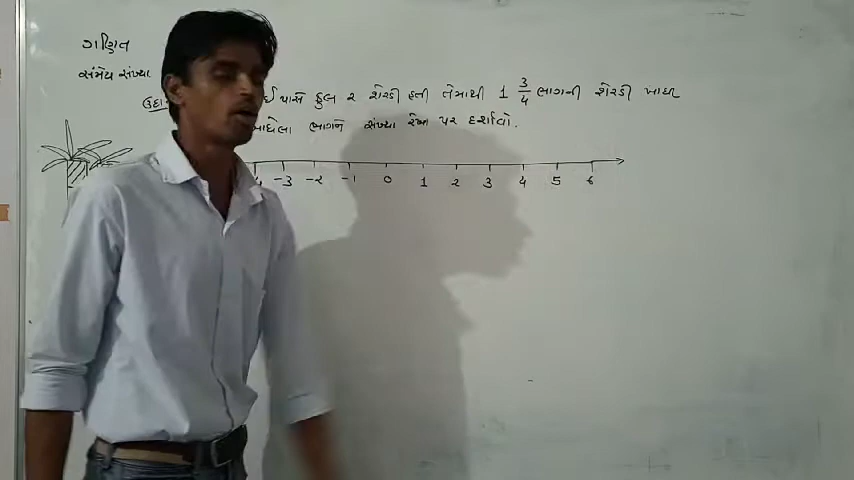 ગણિત
સંમેય સંખ્યા
પાસે કુલ ૨ શેરડી હતી તેમાંથી 1 3/4 ભાગની શેરડી ખાધી
ખાધેલા ભાગને સંખ્યા રેખા પર દર્શાવો.
-3 -2 -1 0 1 2 3 4 5 6